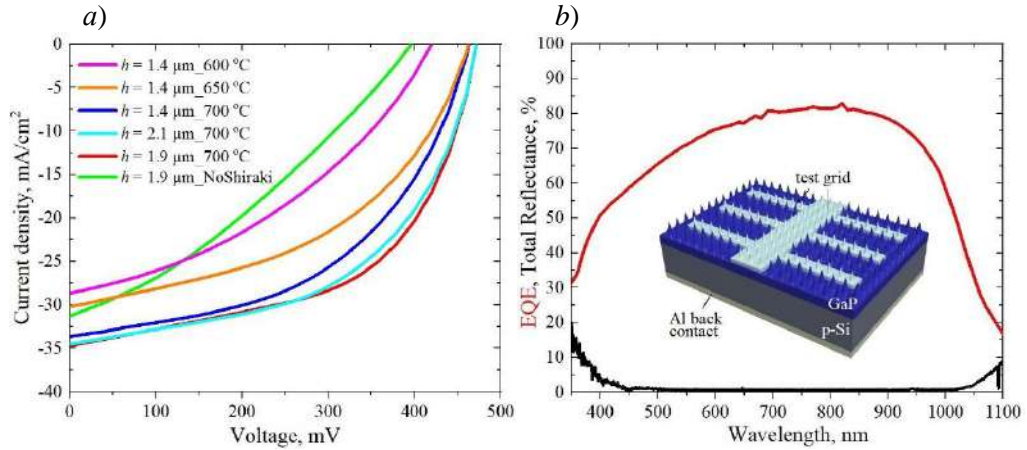 a)
b)
0
-5
-10
-15
-20
-25
-30
-35
-40
Current density, mA/cm²
h = 1.4 μm_600 °C
h = 1.4 μm_650 °C
h = 1.4 μm_700 °C
h = 2.1 μm_700 °C
h = 1.9 μm_700 °C
h = 1.9 μm_NoShiraki
0 100 200 300 400 500
Voltage, mV
100
90
80
70
60
50
40
30
20
10
0
EQE, Total Reflectance, %
test grid
GaP
p-Si
Al back
contact
400 500 600 700 800 900 1000 1100
Wavelength, nm